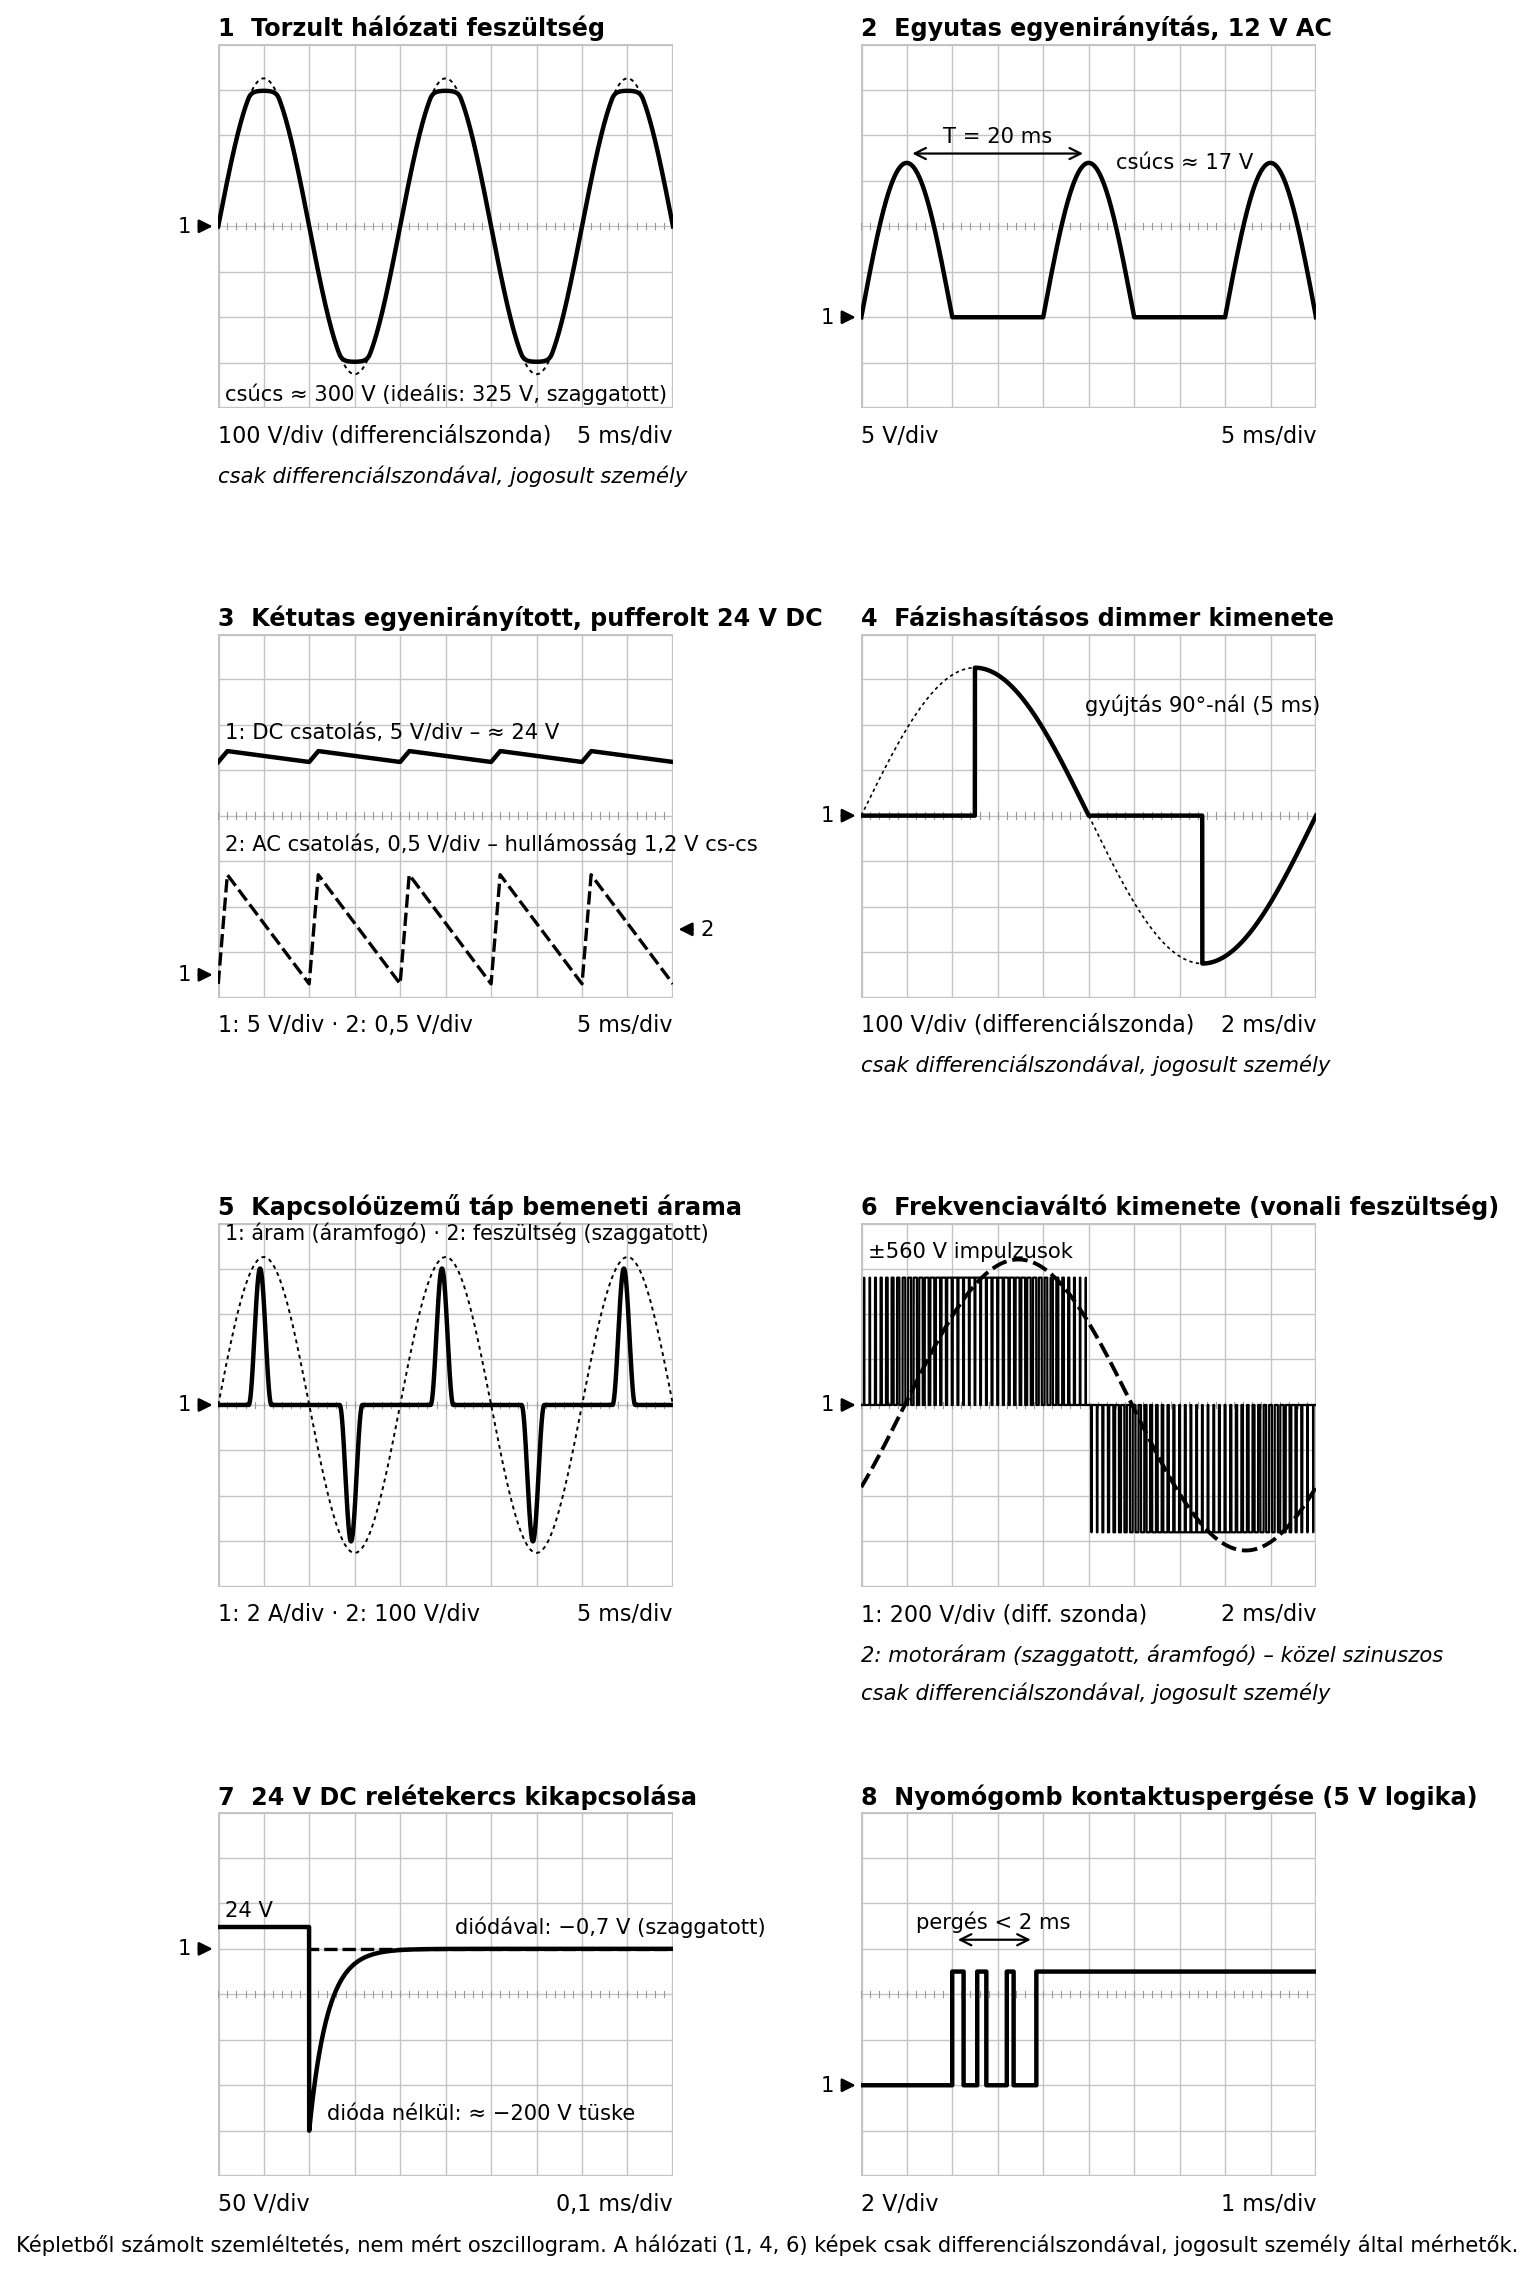 1 Torzult hálózati feszültség
1
csúcs ≈ 300 V (ideális: 325 V, szaggatott)
100 V/div (differenciálszonda) 5 ms/div
csak differenciálszondával, jogosult személy
2 Egyutas egyenirányítás, 12 V AC
T = 20 ms
csúcs ≈ 17 V
1
5 V/div 5 ms/div
3 Kétutas egyenirányított, pufferolt 24 V DC
1: DC csatolás, 5 V/div – ≈ 24 V
2: AC csatolás, 0,5 V/div – hullámosság 1,2 V cs-cs
2
1
1: 5 V/div · 2: 0,5 V/div 5 ms/div
4 Fázishasításos dimmer kimenete
gyújtás 90°-nál (5 ms)
1
100 V/div (differenciálszonda) 2 ms/div
csak differenciálszondával, jogosult személy
5 Kapcsolóüzemű táp bemeneti árama
1: áram (áramfogó) · 2: feszültség (szaggatott)
1
1: 2 A/div · 2: 100 V/div 5 ms/div
6 Frekvenciaváltó kimenete (vonali feszültség)
±560 V impulzusok
1
1: 200 V/div (diff. szonda) 2 ms/div
2: motoráram (szaggatott, áramfogó) – közel szinuszos
csak differenciálszondával, jogosult személy
7 24 V DC relétekercs kikapcsolása
24 V
diódával: −0,7 V (szaggatott)
1
dióda nélkül: ≈ −200 V tüske
50 V/div 0,1 ms/div
8 Nyomógomb kontaktuspergése (5 V logika)
pergés < 2 ms
1
2 V/div 1 ms/div
Képletből számolt szemléltetés, nem mért oszcillogram. A hálózati (1, 4, 6) képek csak differenciálszondával, jogosult személy által mérhetők.